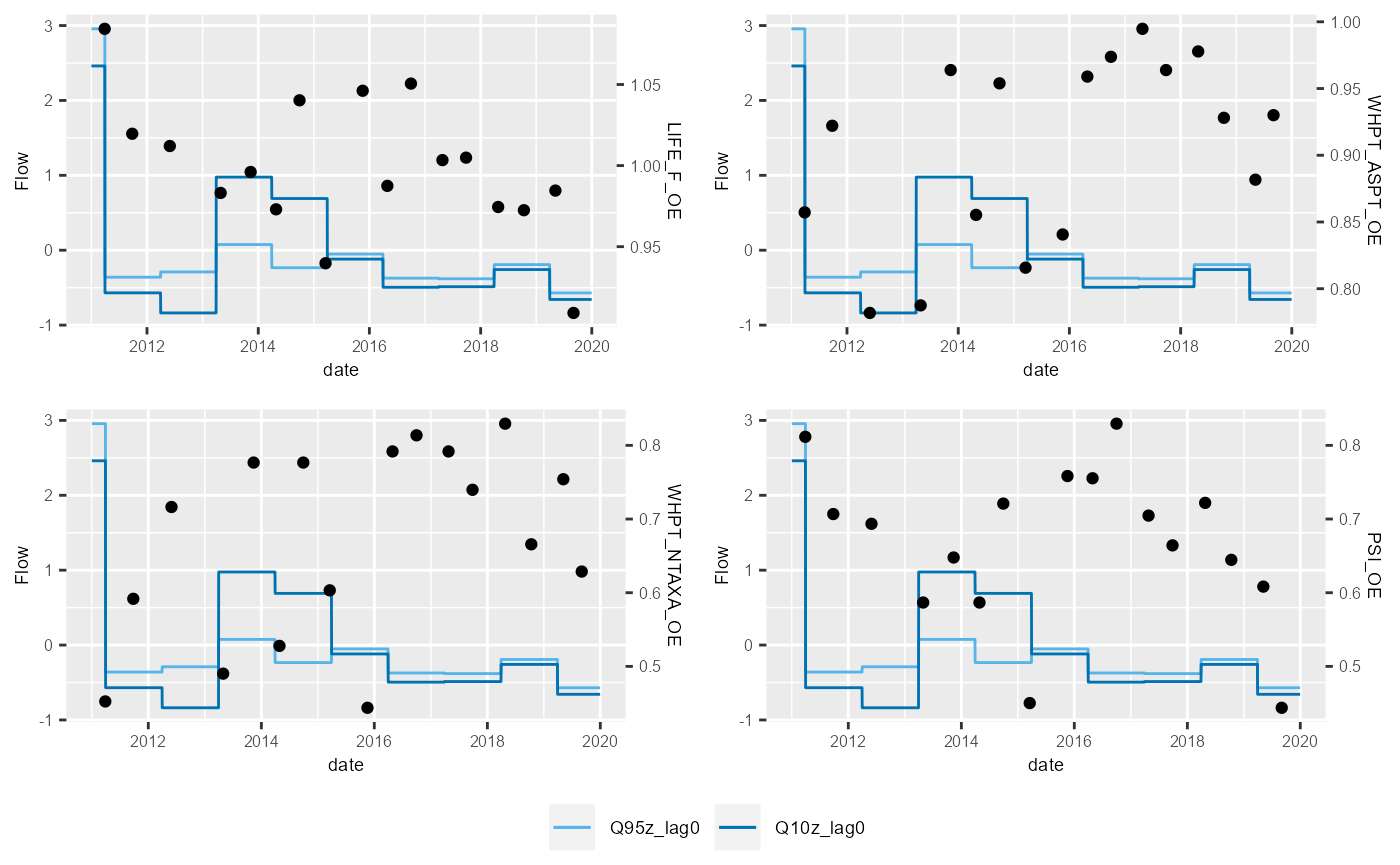 3
2
1
0
-1
Flow
1.05
1.00
0.95
LIFE_F_OE
2012 2014 2016 2018 2020
date
3
2
1
0
-1
Flow
1.00
0.95
0.90
0.85
0.80
WHPT_ASPT_OE
2012 2014 2016 2018 2020
date
3
2
1
0
-1
Flow
0.8
0.7
0.6
0.5
WHPT_NTAXA_OE
2012 2014 2016 2018 2020
date
3
2
1
0
-1
Flow
0.8
0.7
0.6
0.5
PSI_OE
2012 2014 2016 2018 2020
date
Q95z_lag0 Q10z_lag0